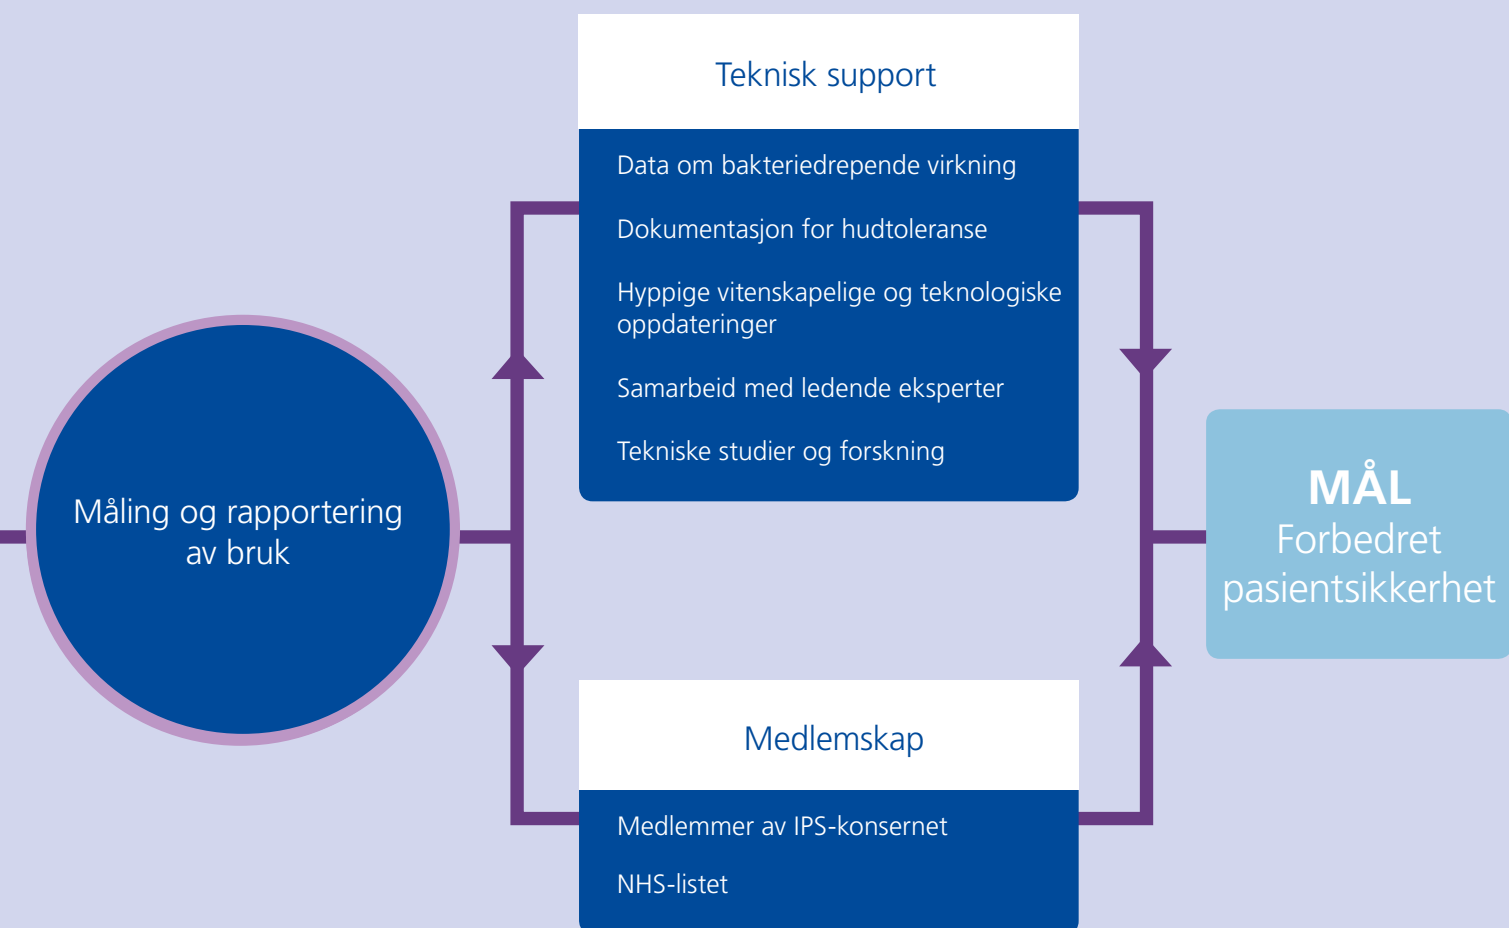 Måling og rapportering
av bruk
Teknisk support
Data om bakteriedrepende virkning
Dokumentasjon for hudtoleranse
Hyppige vitenskapelige og teknologiske
oppdateringer
Samarbeid med ledende eksperter
Tekniske studier og forskning
Medlemskap
Medlemmer av IPS-konsernet
NHS-listet
MÅL
Forbedret
pasientsikkerhet